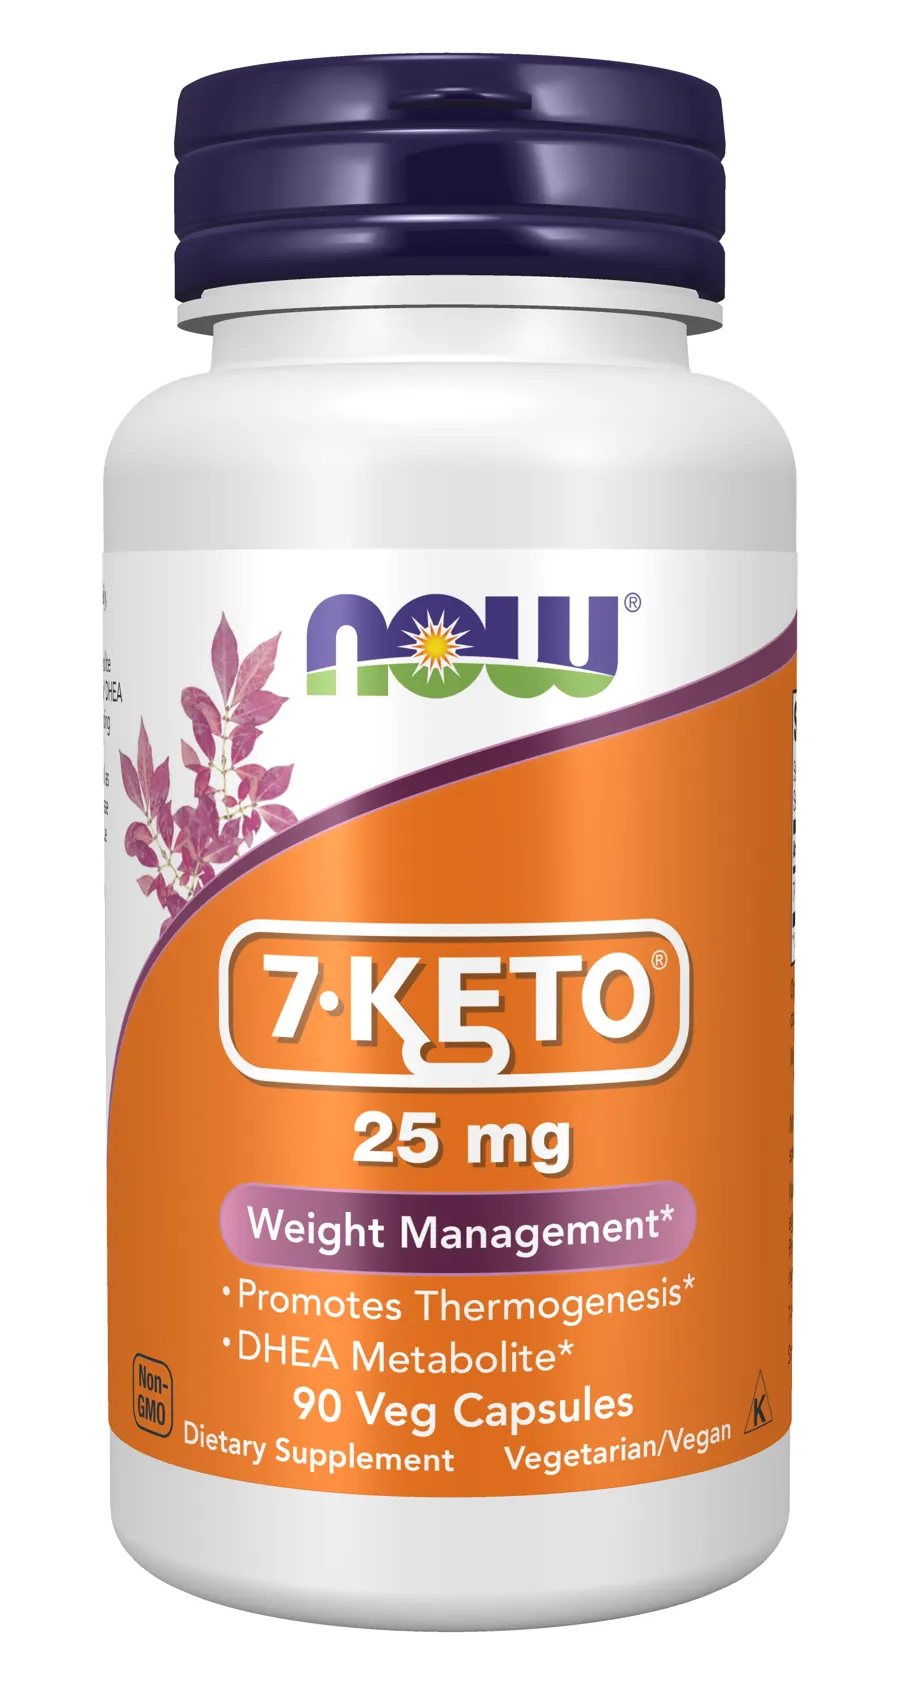 now®
7·KETO®
25 mg
Weight Management*
• Promotes Thermogenesis*
• DHEA Metabolite*
90 Veg Capsules
Non-
GMO
Dietary Supplement
Vegetarian/Vegan
K
DHEA